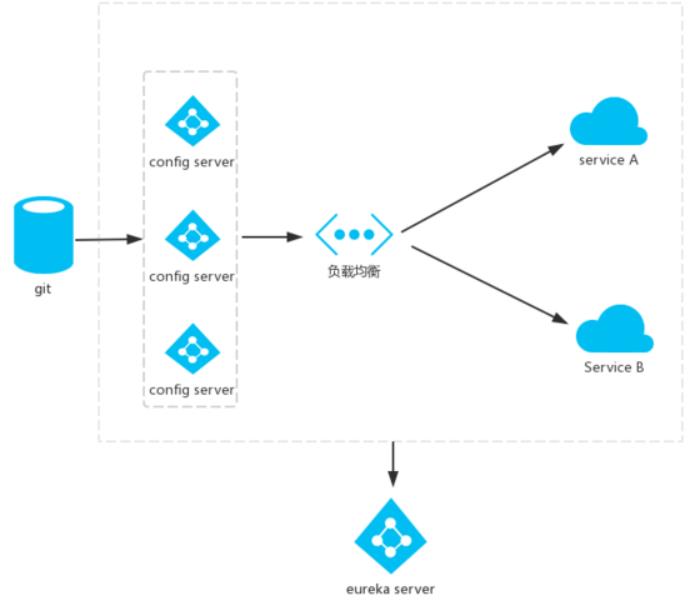 config server
service A
config server
负载均衡
git
config server
Service B
eureka server